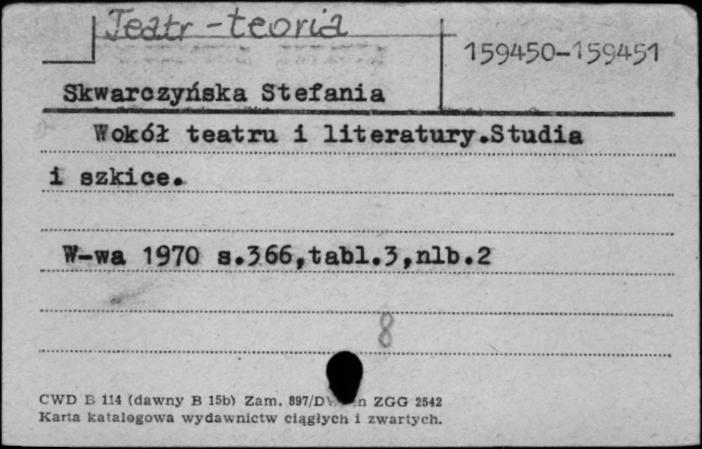 Teatr-teoria
159450-159451
Skwarczyńska Stefania
Wokół teatru i literatury.Studia
i szkice.
W-wa 1970 s.366,tabl.3,nlb.2
8
CWD B 114 (dawny B 15b) Zam. 897/D ZGG 2542
Karta katalogowa wydawnictw ciągłych i zwartych.